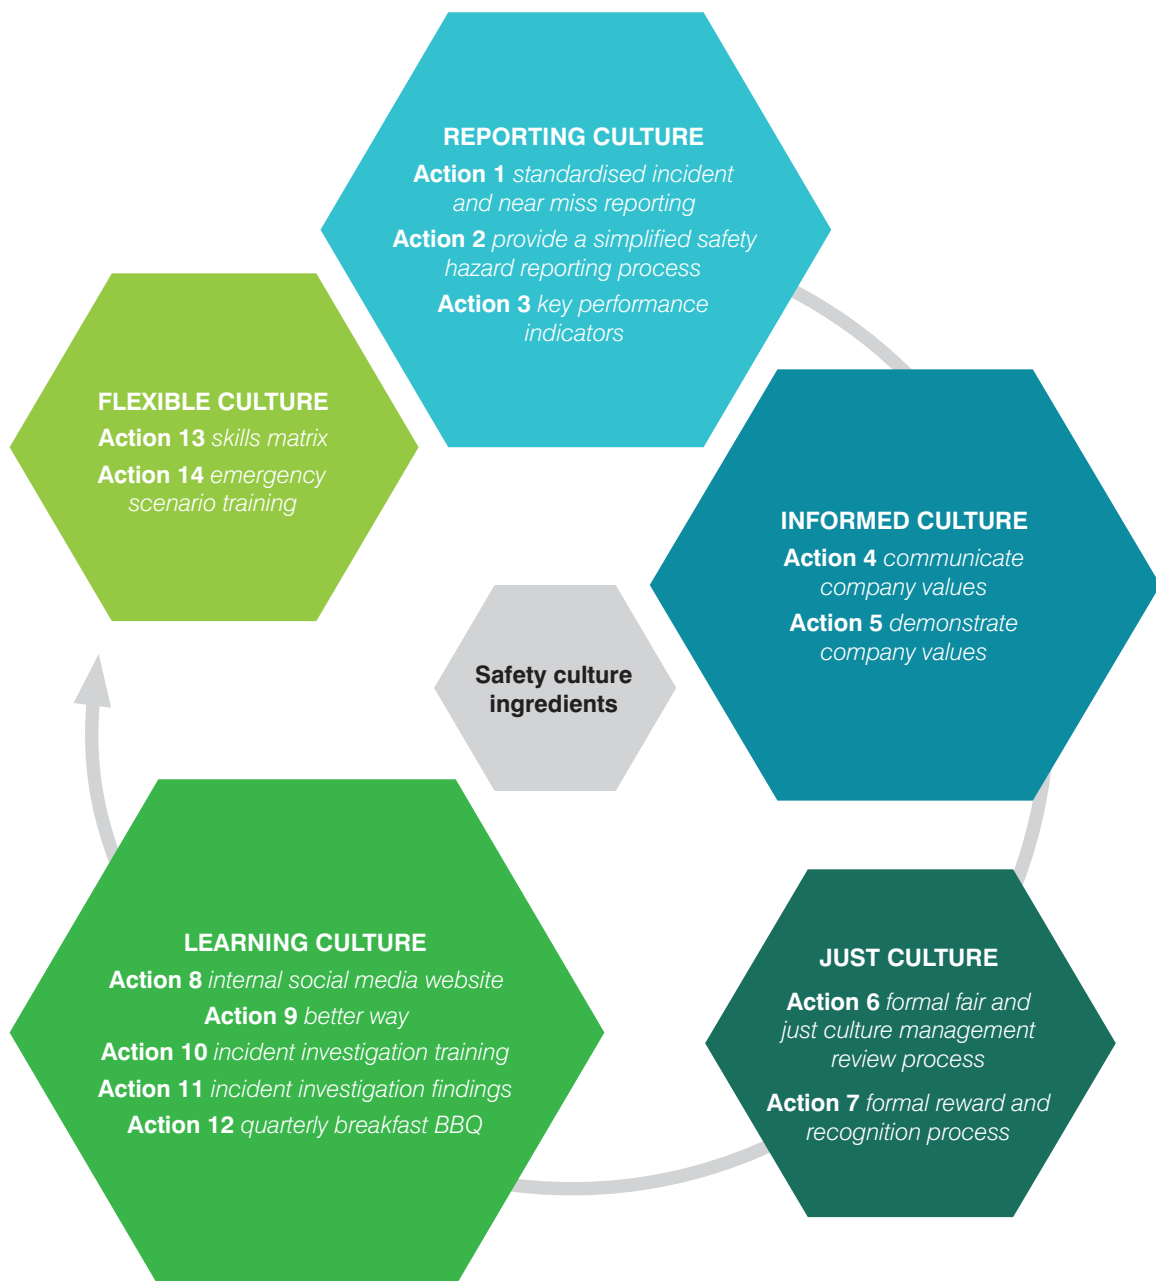 REPORTING CULTURE
Action 1 standardised incident
and near miss reporting
Action 2 provide a simplified safety
hazard reporting process
Action 3 key performance
indicators
INFORMED CULTURE
Action 4 communicate
company values
Action 5 demonstrate
company values
JUST CULTURE
Action 6 formal fair and
just culture management
review process
Action 7 formal reward and
recognition process
LEARNING CULTURE
Action 8 internal social media website
Action 9 better way
Action 10 incident investigation training
Action 11 incident investigation findings
Action 12 quarterly breakfast BBQ
FLEXIBLE CULTURE
Action 13 skills matrix
Action 14 emergency
scenario training
Safety culture
ingredients